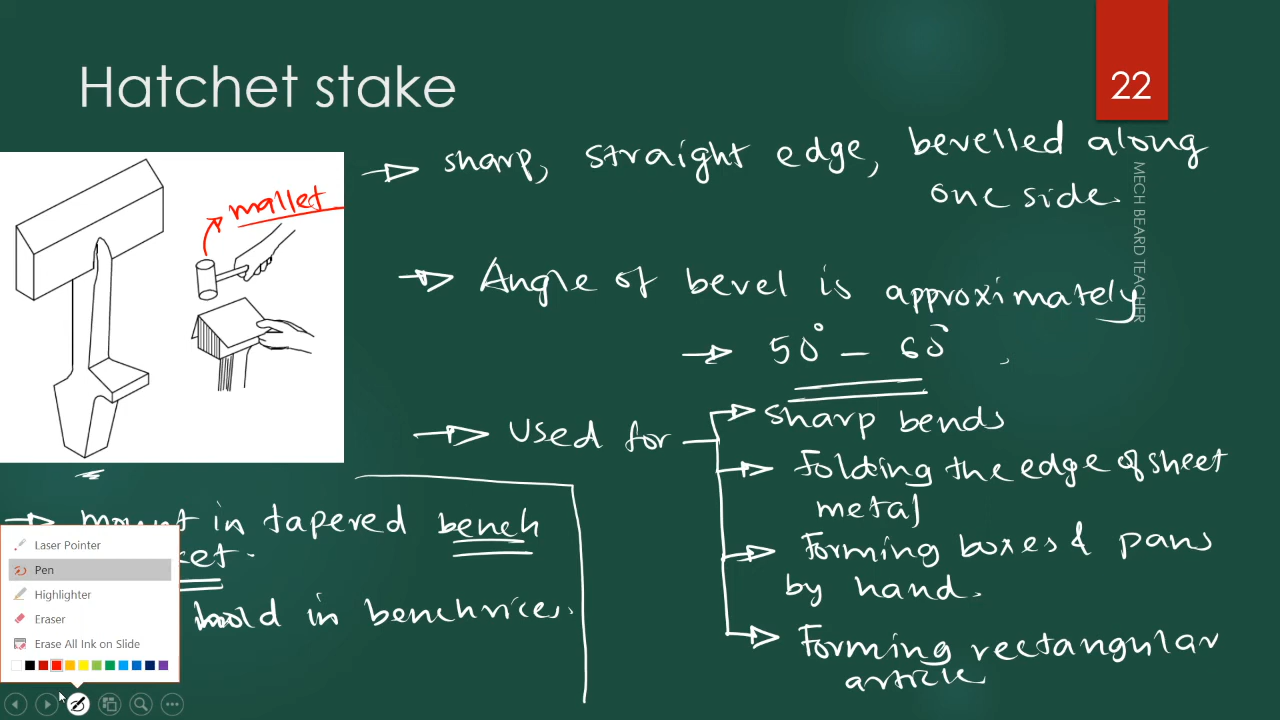 Hatchet stake
22
sharp, straight edge, bevelled along
one side.
mallet
MECH BEARD TEACHER
Angle of bevel is approximately
50° - 60°
Used for
sharp bends
Folding the edge of sheet
metal
Forming boxes & pans
by hand.
Forming rectangular
article
mount in tapered bench
hold in benchvices.
Laser Pointer
Pen
Highlighter
Eraser
Erase All Ink on Slide